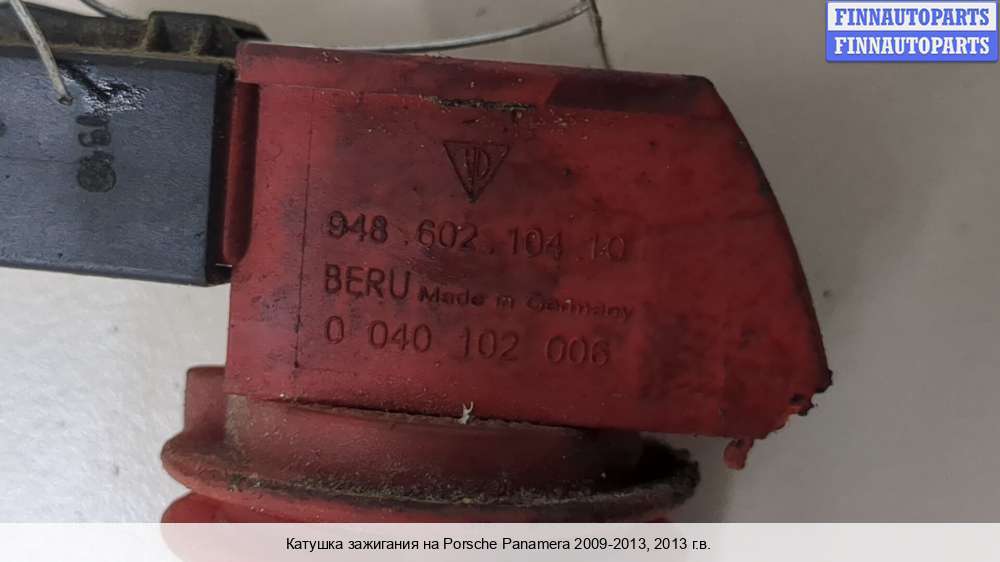 FINNAUTOPARTS
FINNAUTOPARTS
948.602.104.10
BERU Made in Germany
0 040 102 006
Катушка зажигания на Porsche Panamera 2009-2013, 2013 г.в.